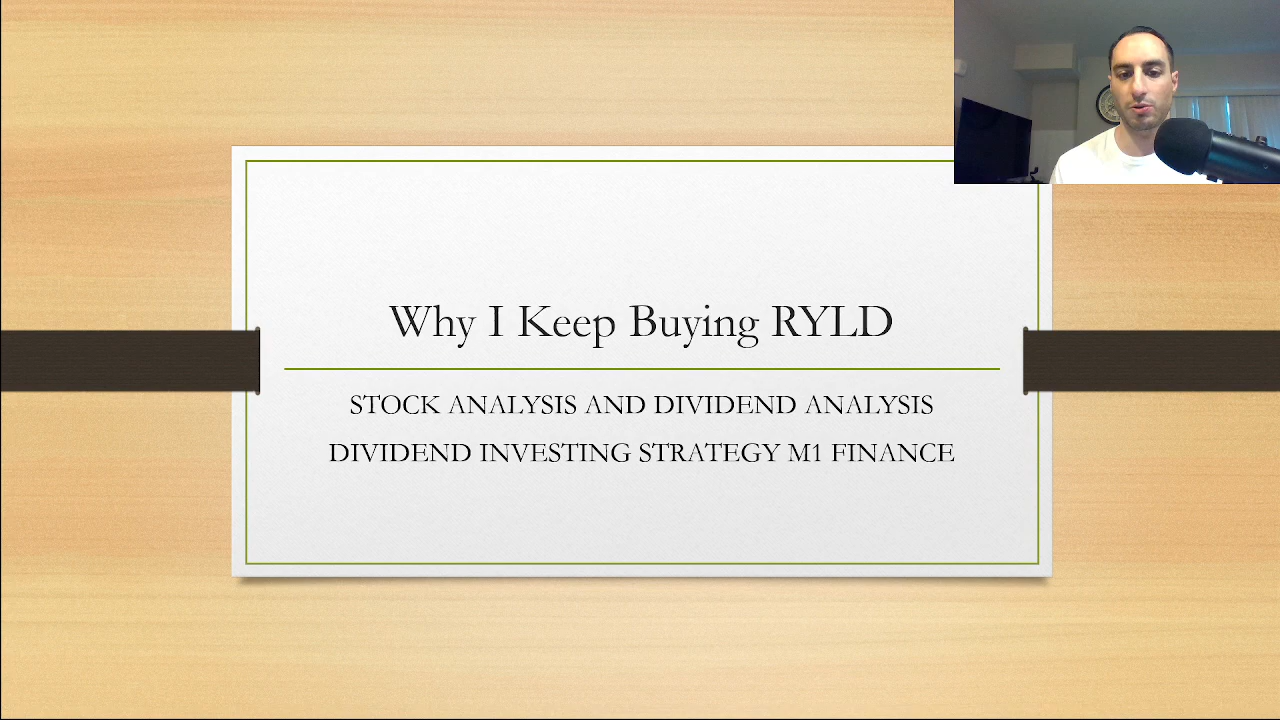 Why I Keep Buying RYLD
STOCK ANALYSIS AND DIVIDEND ANALYSIS
DIVIDEND INVESTING STRATEGY M1 FINANCE